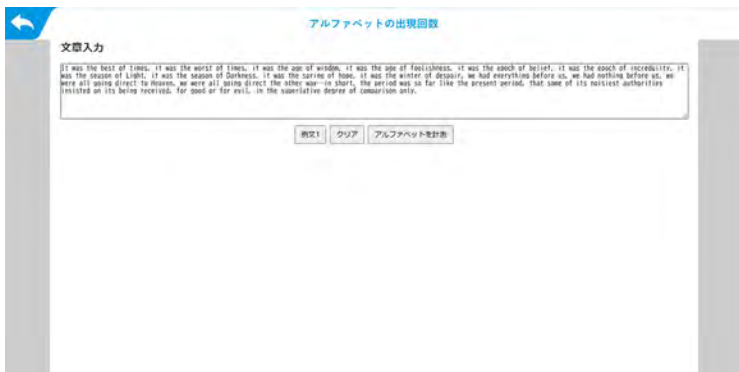 アルファベットの出現回数
文章入力
It was the best of times, it was the worst of times, it was the age of wisdom, it was the age of foolishness, it was the epoch of belief, it was the epoch of incredulity, it
was the season of Light, it was the season of Darkness, it was the spring of hope, it was the winter of despair, we had everything before us, we had nothing before us, we
were all going direct to Heaven, we were all going direct the other way--in short, the period was so far like the present period, that some of its noisiest authorities
insisted on its being received, for good or for evil, in the superlative degree of comparison only.
例文1 クリア アルファベットを計数